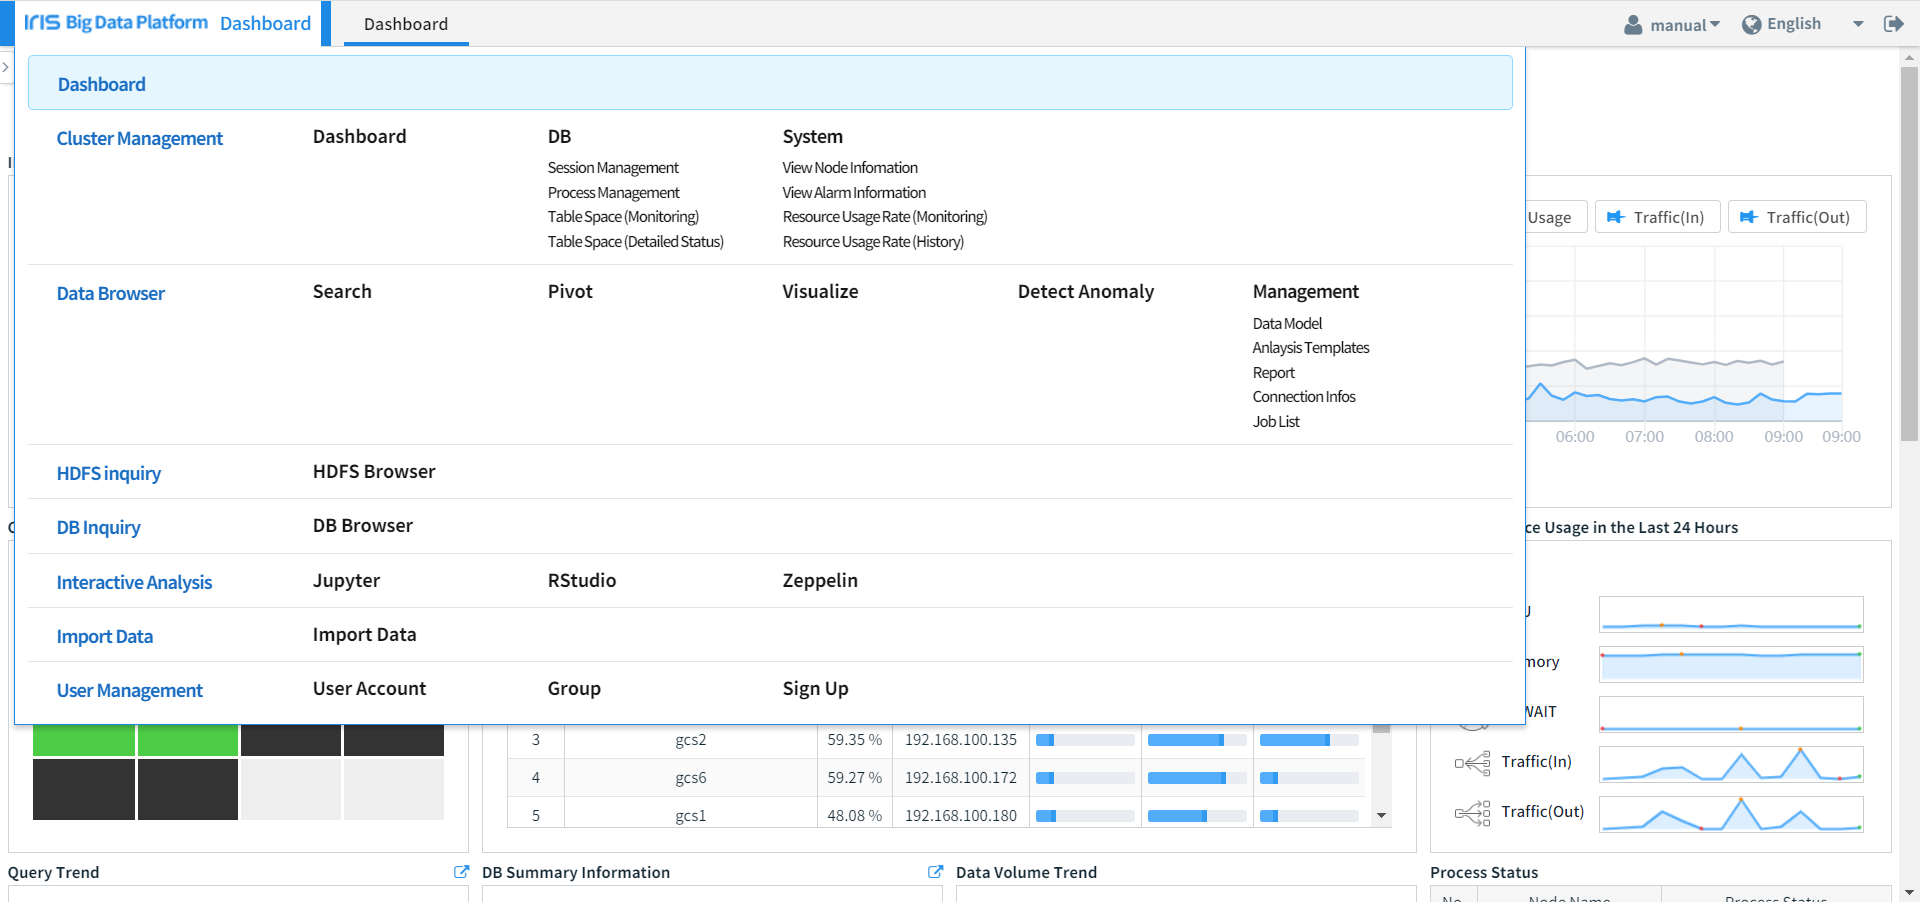 IRIS Big Data Platform Dashboard
Dashboard
manual
English
Dashboard
Cluster Management
Dashboard
DB
Session Management
Process Management
Table Space (Monitoring)
Table Space (Detailed Status)
System
View Node Infomation
View Alarm Information
Resource Usage Rate (Monitoring)
Resource Usage Rate (History)
Data Browser
Search
Pivot
Visualize
Detect Anomaly
Management
Data Model
Anlaysis Templates
Report
Connection Infos
Job List
HDFS inquiry
HDFS Browser
DB Inquiry
DB Browser
Interactive Analysis
Jupyter
RStudio
Zeppelin
Import Data
Import Data
User Management
User Account
Group
Sign Up
Usage
Traffic(In)
Traffic(Out)
06:00 07:00 08:00 09:00 09:00
Usage in the Last 24 Hours
Traffic(In)
Traffic(Out)
3 gcs2 59.35 % 192.168.100.135
4 gcs6 59.27 % 192.168.100.172
5 gcs1 48.08 % 192.168.100.180
Query Trend
DB Summary Information
Data Volume Trend
Process Status
No Node Name Process Status